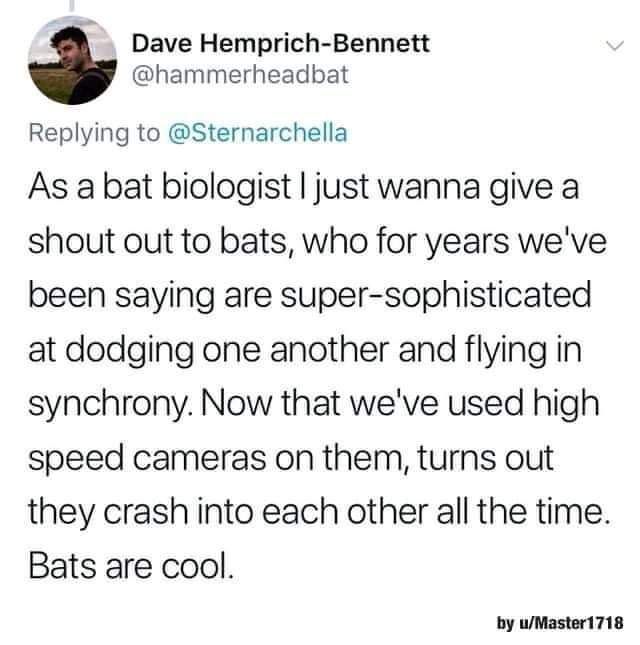 Dave Hemprich-Bennett
@hammerheadbat
Replying to @Sternarchella
As a bat biologist I just wanna give a
shout out to bats, who for years we've
been saying are super-sophisticated
at dodging one another and flying in
synchrony. Now that we've used high
speed cameras on them, turns out
they crash into each other all the time.
Bats are cool.
by u/Master1718